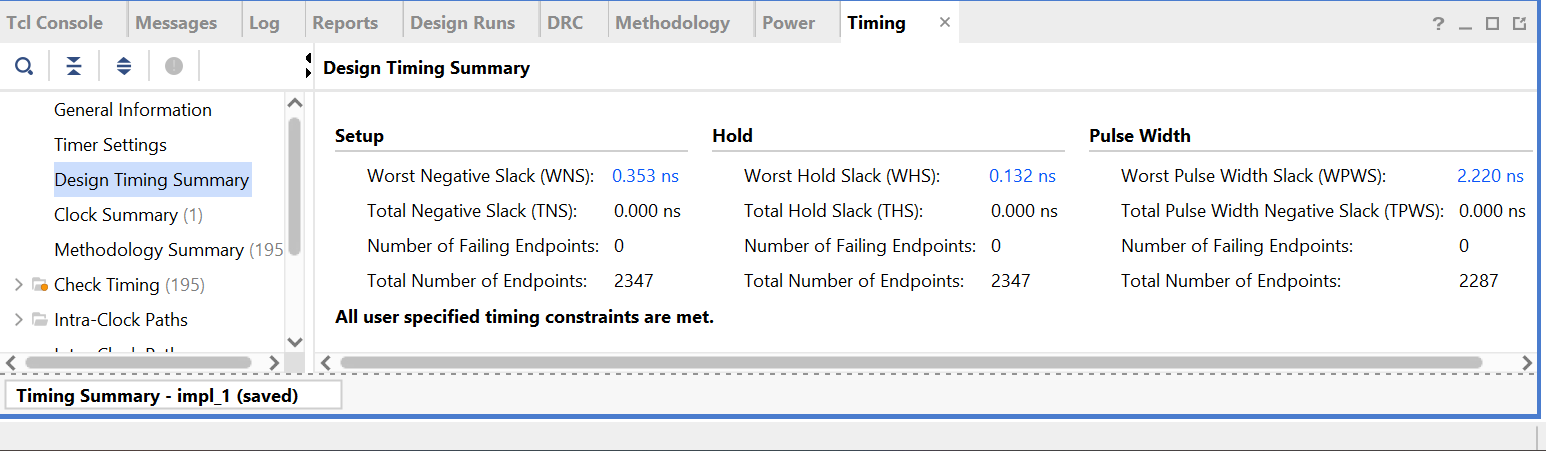 Tcl Console Messages Log Reports Design Runs DRC Methodology Power Timing
Design Timing Summary
General Information
Timer Settings
Design Timing Summary
Clock Summary (1)
Methodology Summary (195
Check Timing (195)
Intra-Clock Paths
Setup
Worst Negative Slack (WNS): 0.353 ns
Total Negative Slack (TNS): 0.000 ns
Number of Failing Endpoints: 0
Total Number of Endpoints: 2347
Hold
Worst Hold Slack (WHS): 0.132 ns
Total Hold Slack (THS): 0.000 ns
Number of Failing Endpoints: 0
Total Number of Endpoints: 2347
Pulse Width
Worst Pulse Width Slack (WPWS): 2.220 ns
Total Pulse Width Negative Slack (TPWS): 0.000 ns
Number of Failing Endpoints: 0
Total Number of Endpoints: 2287
All user specified timing constraints are met.
Timing Summary - impl_1 (saved)